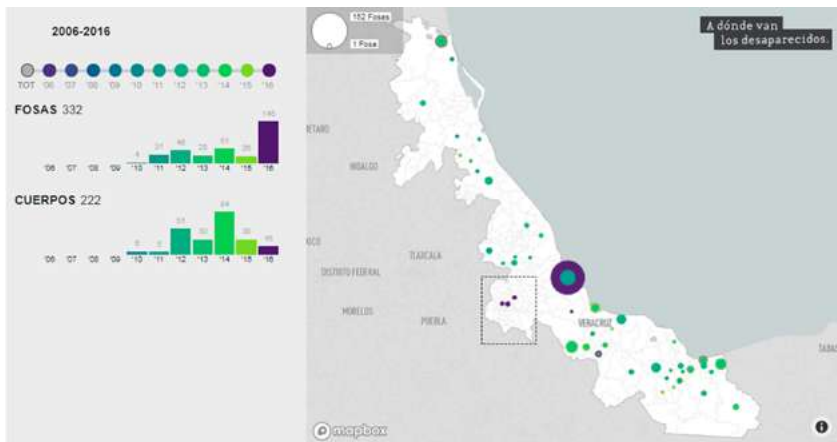 2006-2016
TOT '06 '07 '08 '09 '10 '11 '12 '13 '14 '15 '16
FOSAS 332
4
'06 '07 '08 '09 '10 '11 '12 '13 '14 '15 '16
CUERPOS 222
'06 '07 '08 '09 '10 '11 '12 '13 '14 '15 '16
152 Fosas
1 Fosa
A dónde van
los desaparecidos.
HIDALGO
TLAXCALA
DISTRITO FEDERAL
MORELOS
PUEBLA
VERACRUZ
TABAS
mapbox